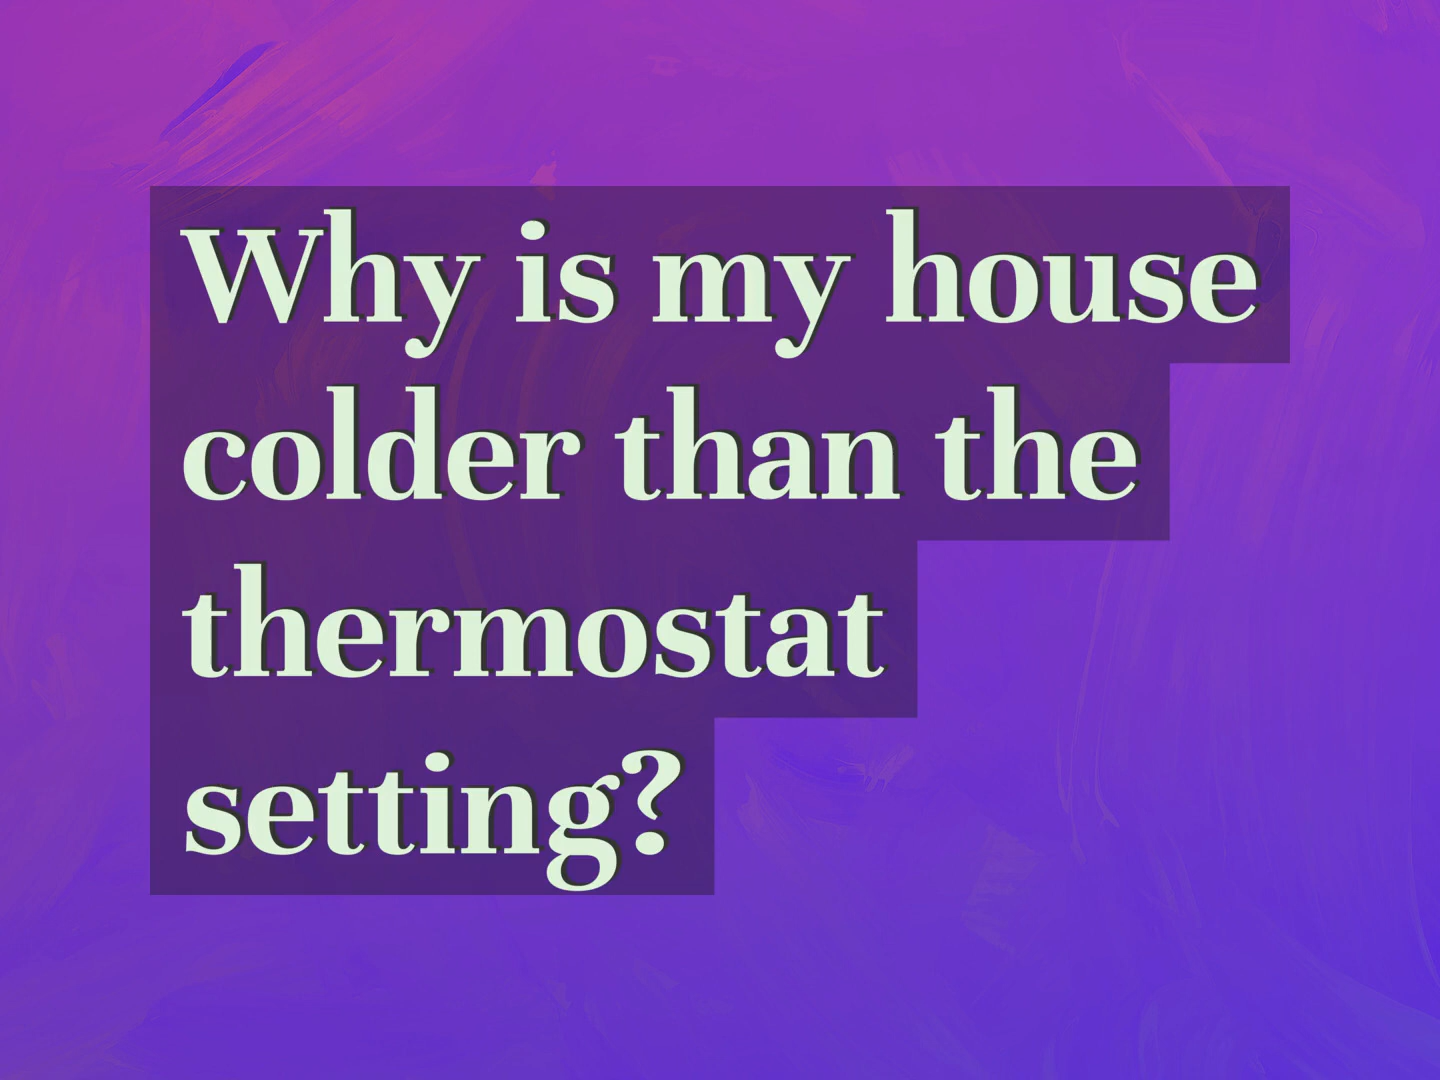 Why is my house
colder than the
thermostat
setting?